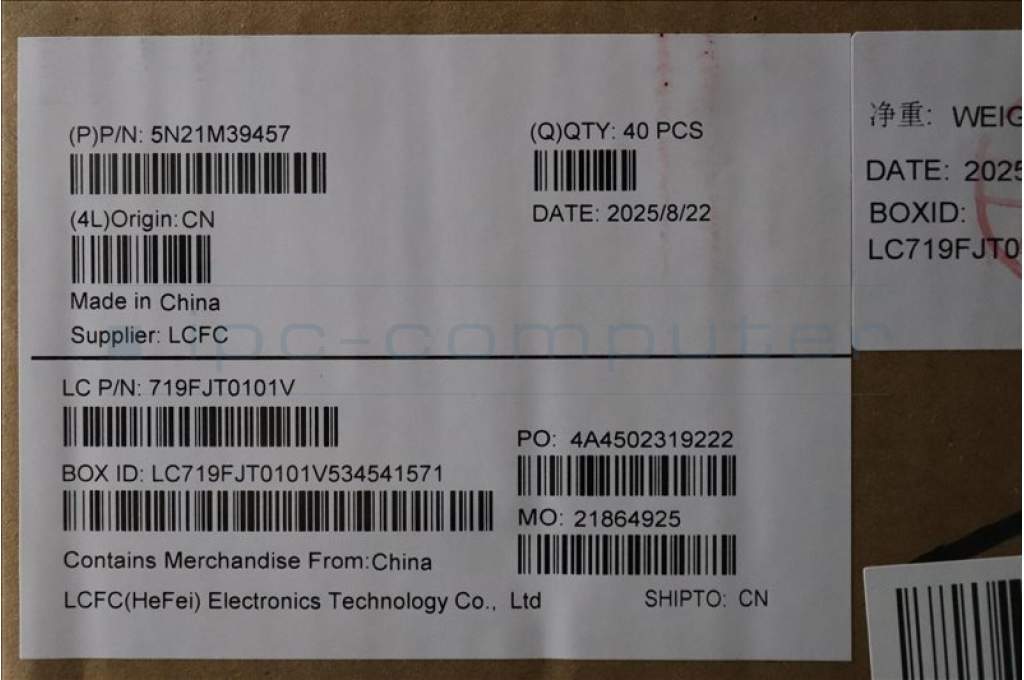 (P)P/N: 5N21M39457
(Q)QTY: 40 PCS
(4L)Origin:CN
DATE: 2025/8/22
Made in China
Supplier: LCFC
ipc-computer
LC P/N: 719FJT0101V
PO: 4A4502319222
BOX ID: LC719FJT0101V534541571
MO: 21864925
Contains Merchandise From:China
LCFC(HeFei) Electronics Technology Co., Ltd
SHIPTO: CN
净重: WEIG
DATE: 2025
BOXID:
LC719FJT0